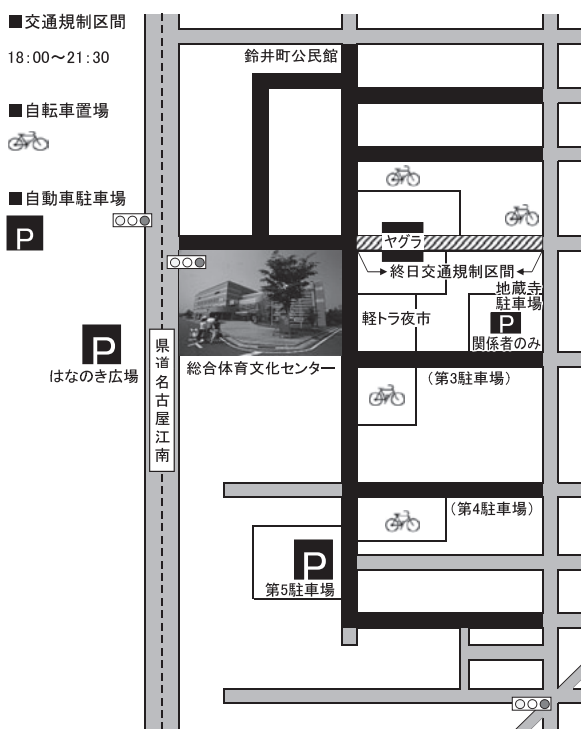 ■交通規制区間
18:00～21:30
■自転車置場
■自動車駐車場
P
鈴井町公民館
ヤグラ
終日交通規制区間
地蔵寺
駐車場
P
関係者のみ
軽トラ夜市
P
はなのき広場
県道名古屋江南
総合体育文化センター
（第3駐車場）
（第4駐車場）
P
第5駐車場